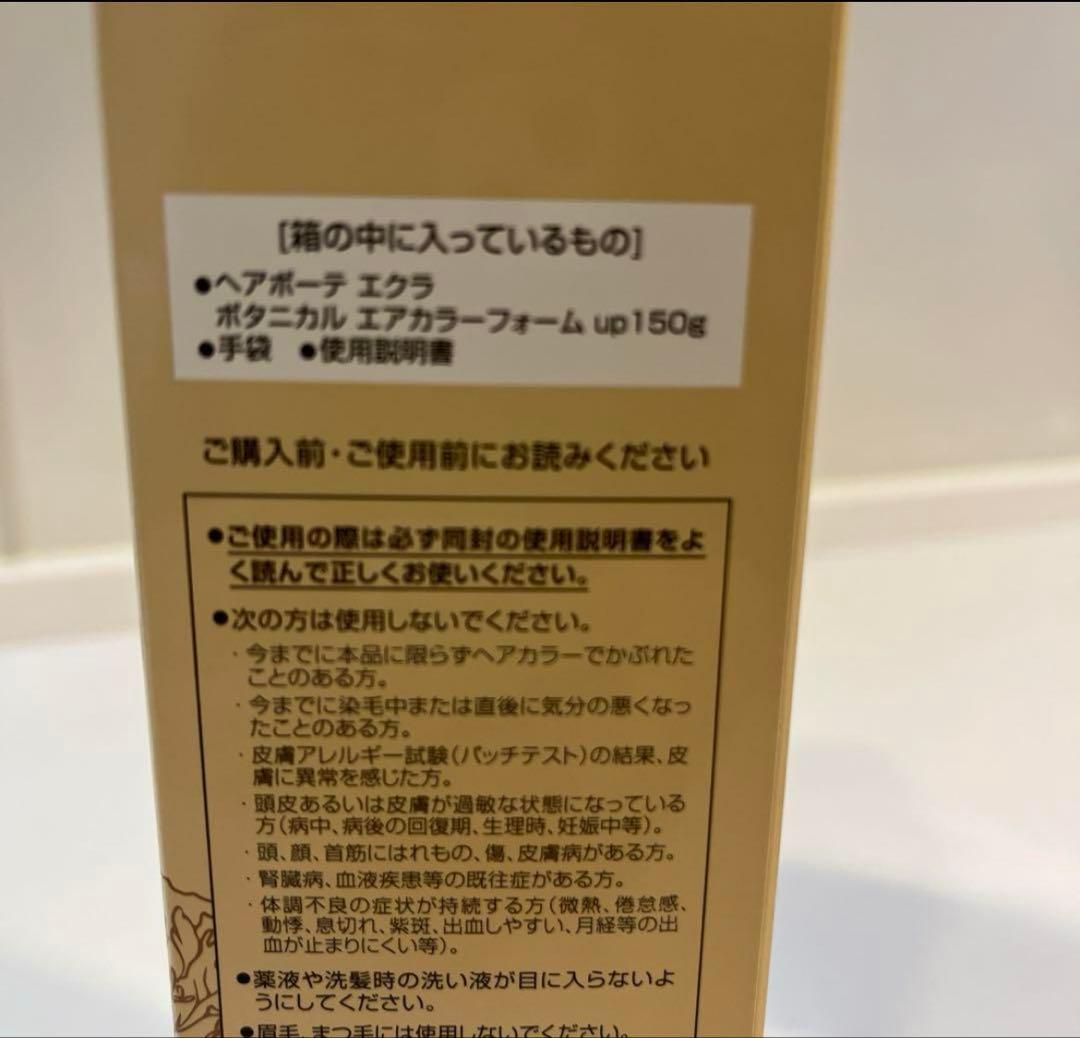 [箱の中に入っているもの]
●ヘアボーテ エクラ
ボタニカル エアカラーフォーム up150g
●手袋 ●使用説明書
ご購入前・ご使用前にお読みください
●ご使用の際は必ず同封の使用説明書をよ
く読んで正しくお使いください。
●次の方は使用しないでください。
・今までに本品に限らずヘアカラーでかぶれた
ことのある方。
・今までに染毛中または直後に気分の悪くなっ
たことのある方。
・皮膚アレルギー試験(パッチテスト)の結果、皮
膚に異常を感じた方。
・頭皮あるいは皮膚が過敏な状態になっている
方(病中、病後の回復期、生理時、妊娠中等)。
・頭、顔、首筋にはれもの、傷、皮膚病がある方。
・腎臓病、血液疾患等の既往症がある方。
・体調不良の症状が持続する方(微熱、倦怠感、
動悸、息切れ、紫斑、出血しやすい、月経等の出
血が止まりにくい等)。
●薬液や洗髪時の洗い液が目に入らないよ
うにしてください。
●眉毛、まつ毛には使用しないでください。